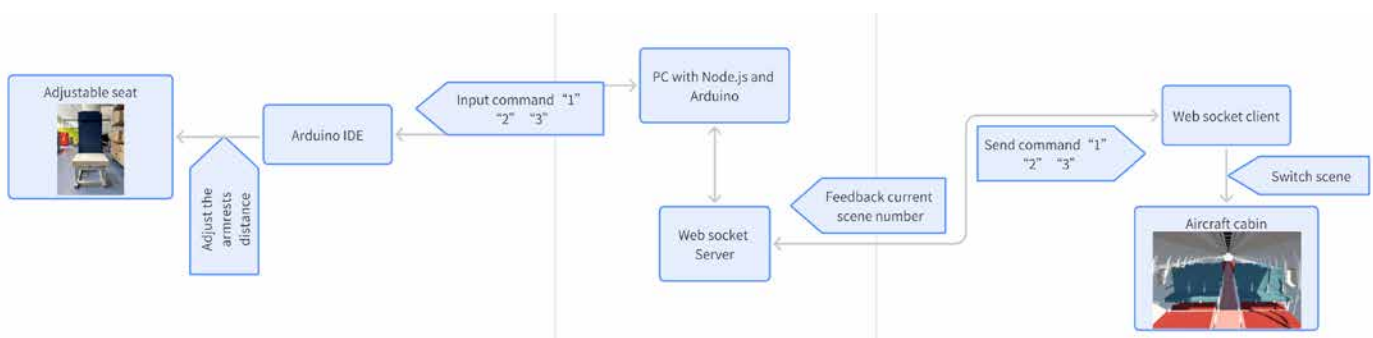 Adjustable seat
Arduino IDE
Adjust the
armrests
distance
Input command “1”
“2” “3”
PC with Node.js and
Arduino
Web socket
Server
Feedback current
scene number
Send command “1”
“2” “3”
Web socket client
Switch scene
Aircraft cabin